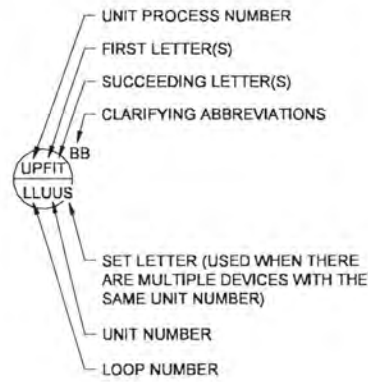 UNIT PROCESS NUMBER
FIRST LETTER(S)
SUCCEEDING LETTER(S)
CLARIFYING ABBREVIATIONS
BB
UPFIT
LLUUS
SET LETTER (USED WHEN THERE
ARE MULTIPLE DEVICES WITH THE
SAME UNIT NUMBER)
UNIT NUMBER
LOOP NUMBER